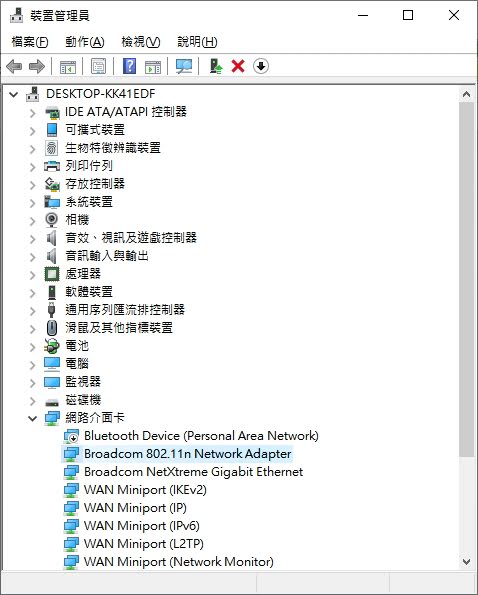 裝置管理員
檔案(F) 動作(A) 檢視(V) 說明(H)
DESKTOP-KK41EDF
IDE ATA/ATAPI 控制器
可攜式裝置
生物特徵辨識裝置
列印佇列
存放控制器
系統裝置
相機
音效、視訊及遊戲控制器
音訊輸入與輸出
處理器
軟體裝置
通用序列匯流排控制器
滑鼠及其他指標裝置
電池
電腦
監視器
磁碟機
網路介面卡
Bluetooth Device (Personal Area Network)
Broadcom 802.11n Network Adapter
Broadcom NetXtreme Gigabit Ethernet
WAN Miniport (IKEv2)
WAN Miniport (IP)
WAN Miniport (IPv6)
WAN Miniport (L2TP)
WAN Miniport (Network Monitor)